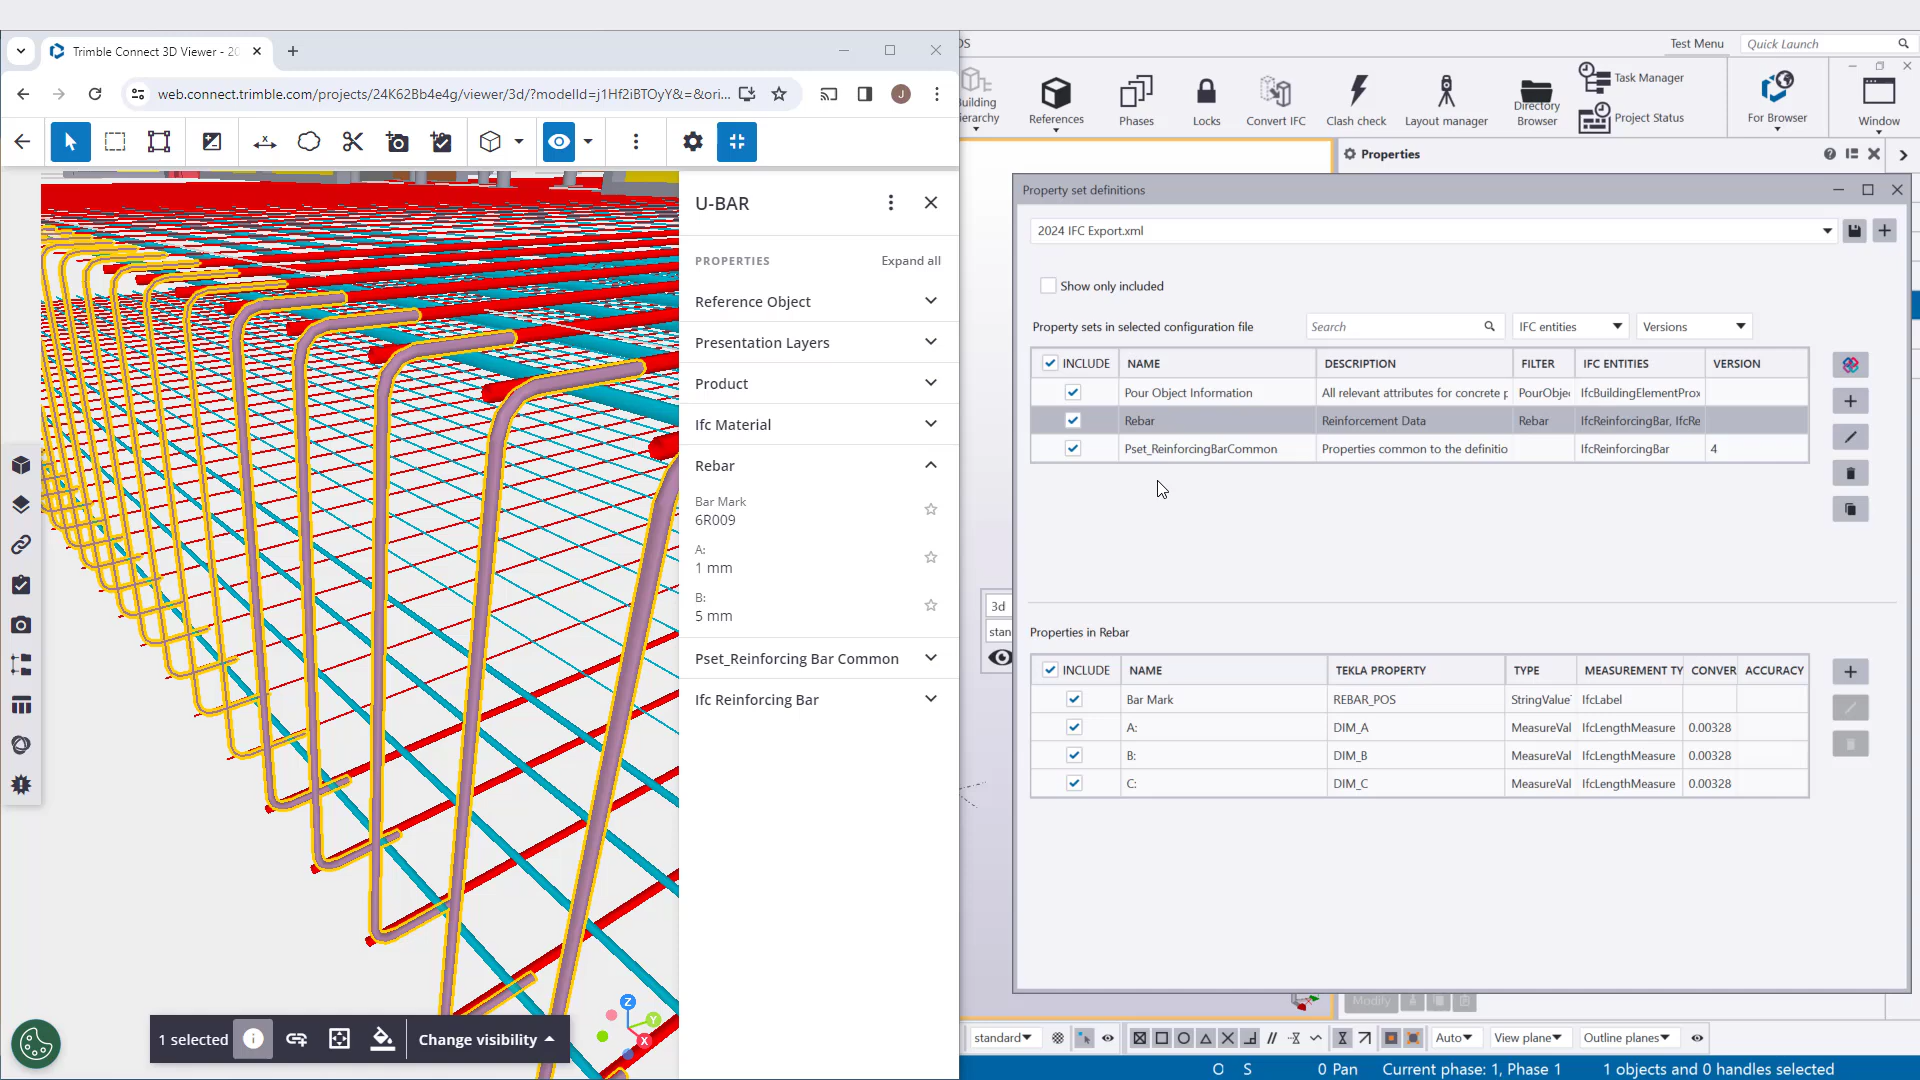 Trimble Connect 3D Viewer - 20
web.connect.trimble.com/projects/24K62Bb4e4g/viewer/3d/?modelId=j1Hf2iBTOyY&=&ori...
J
U-BAR
PROPERTIES
Expand all
Reference Object
Presentation Layers
Product
Ifc Material
Rebar
Bar Mark
6R009
A:
1 mm
B:
5 mm
Pset_Reinforcing Bar Common
Ifc Reinforcing Bar
1 selected
Change visibility
Z
Y
X
Test Menu
Quick Launch
References
Phases
Locks
Convert IFC
Clash check
Layout manager
Directory
Browser
Task Manager
Project Status
For Browser
Window
Properties
Property set definitions
2024 IFC Export.xml
Show only included
Property sets in selected configuration file
Search
IFC entities
Versions
INCLUDE NAME DESCRIPTION FILTER IFC ENTITIES VERSION
Pour Object Information All relevant attributes for concrete p PourObje IfcBuildingElementProx
Rebar Reinforcement Data Rebar IfcReinforcingBar, IfcRe
Pset_ReinforcingBarCommon Properties common to the definitio IfcReinforcingBar 4
3d
stan
Properties in Rebar
INCLUDE NAME TEKLA PROPERTY TYPE MEASUREMENT TY CONVER ACCURACY
Bar Mark REBAR_POS StringValue IfcLabel
A: DIM_A MeasureVal IfcLengthMeasure 0.00328
B: DIM_B MeasureVal IfcLengthMeasure 0.00328
C: DIM_C MeasureVal IfcLengthMeasure 0.00328
Modify
standard
Auto
View plane
Outline planes
O S 0 Pan Current phase: 1, Phase 1 1 objects and 0 handles selected